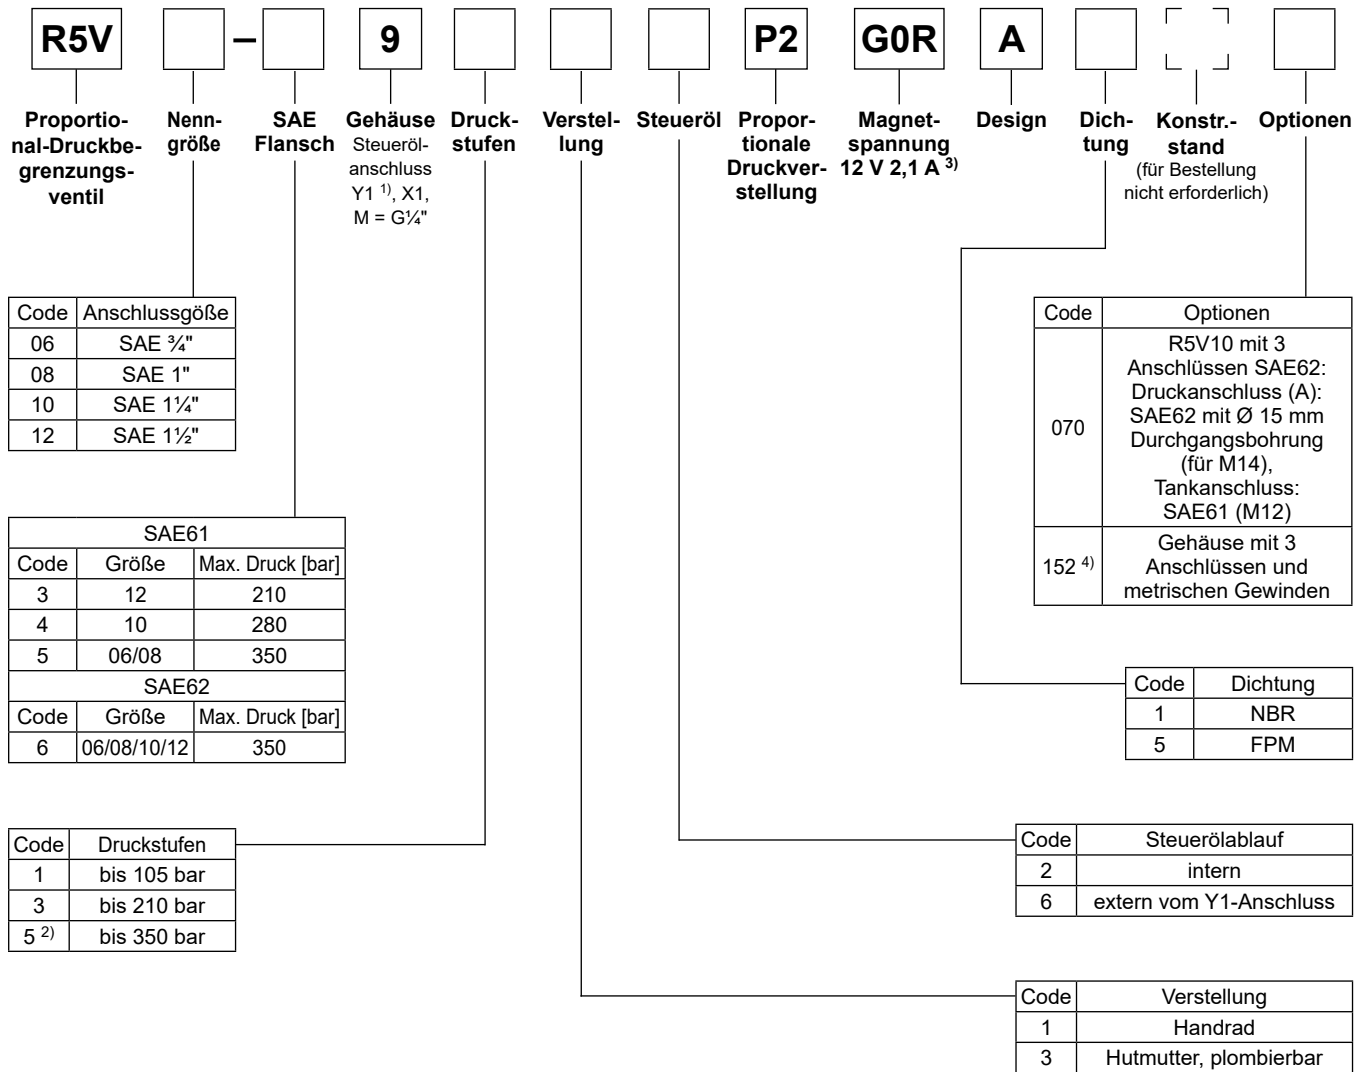 R5V – 9 P2 G0R A
Proportio-
nal-Druckbe-
grenzungs-
ventil
Nenn-
größe
SAE
Flansch
Gehäuse
Steueröl-
anschluss
Y1 1), X1,
M = G¼"
Druck-
stufen
Verstel-
lung
Steueröl
Propor-
tionale
Druckver-
stellung
Magnet-
spannung
12 V 2,1 A 3)
Design
Dich-
tung
Konstr.-
stand
(für Bestellung
nicht erforderlich)
Optionen
Code Anschlussgöße
06 SAE ¾"
08 SAE 1"
10 SAE 1¼"
12 SAE 1½"
SAE61
Code Größe Max. Druck [bar]
3 12 210
4 10 280
5 06/08 350
SAE62
Code Größe Max. Druck [bar]
6 06/08/10/12 350
Code Druckstufen
1 bis 105 bar
3 bis 210 bar
5 2) bis 350 bar
Code Optionen
070
R5V10 mit 3
Anschlüssen SAE62:
Druckanschluss (A):
SAE62 mit Ø 15 mm
Durchgangsbohrung
(für M14),
Tankanschluss:
SAE61 (M12)
152 4)
Gehäuse mit 3
Anschlüssen und
metrischen Gewinden
Code Dichtung
1 NBR
5 FPM
Code Steuerölablauf
2 intern
6 extern vom Y1-Anschluss
Code Verstellung
1 Handrad
3 Hutmutter, plombierbar